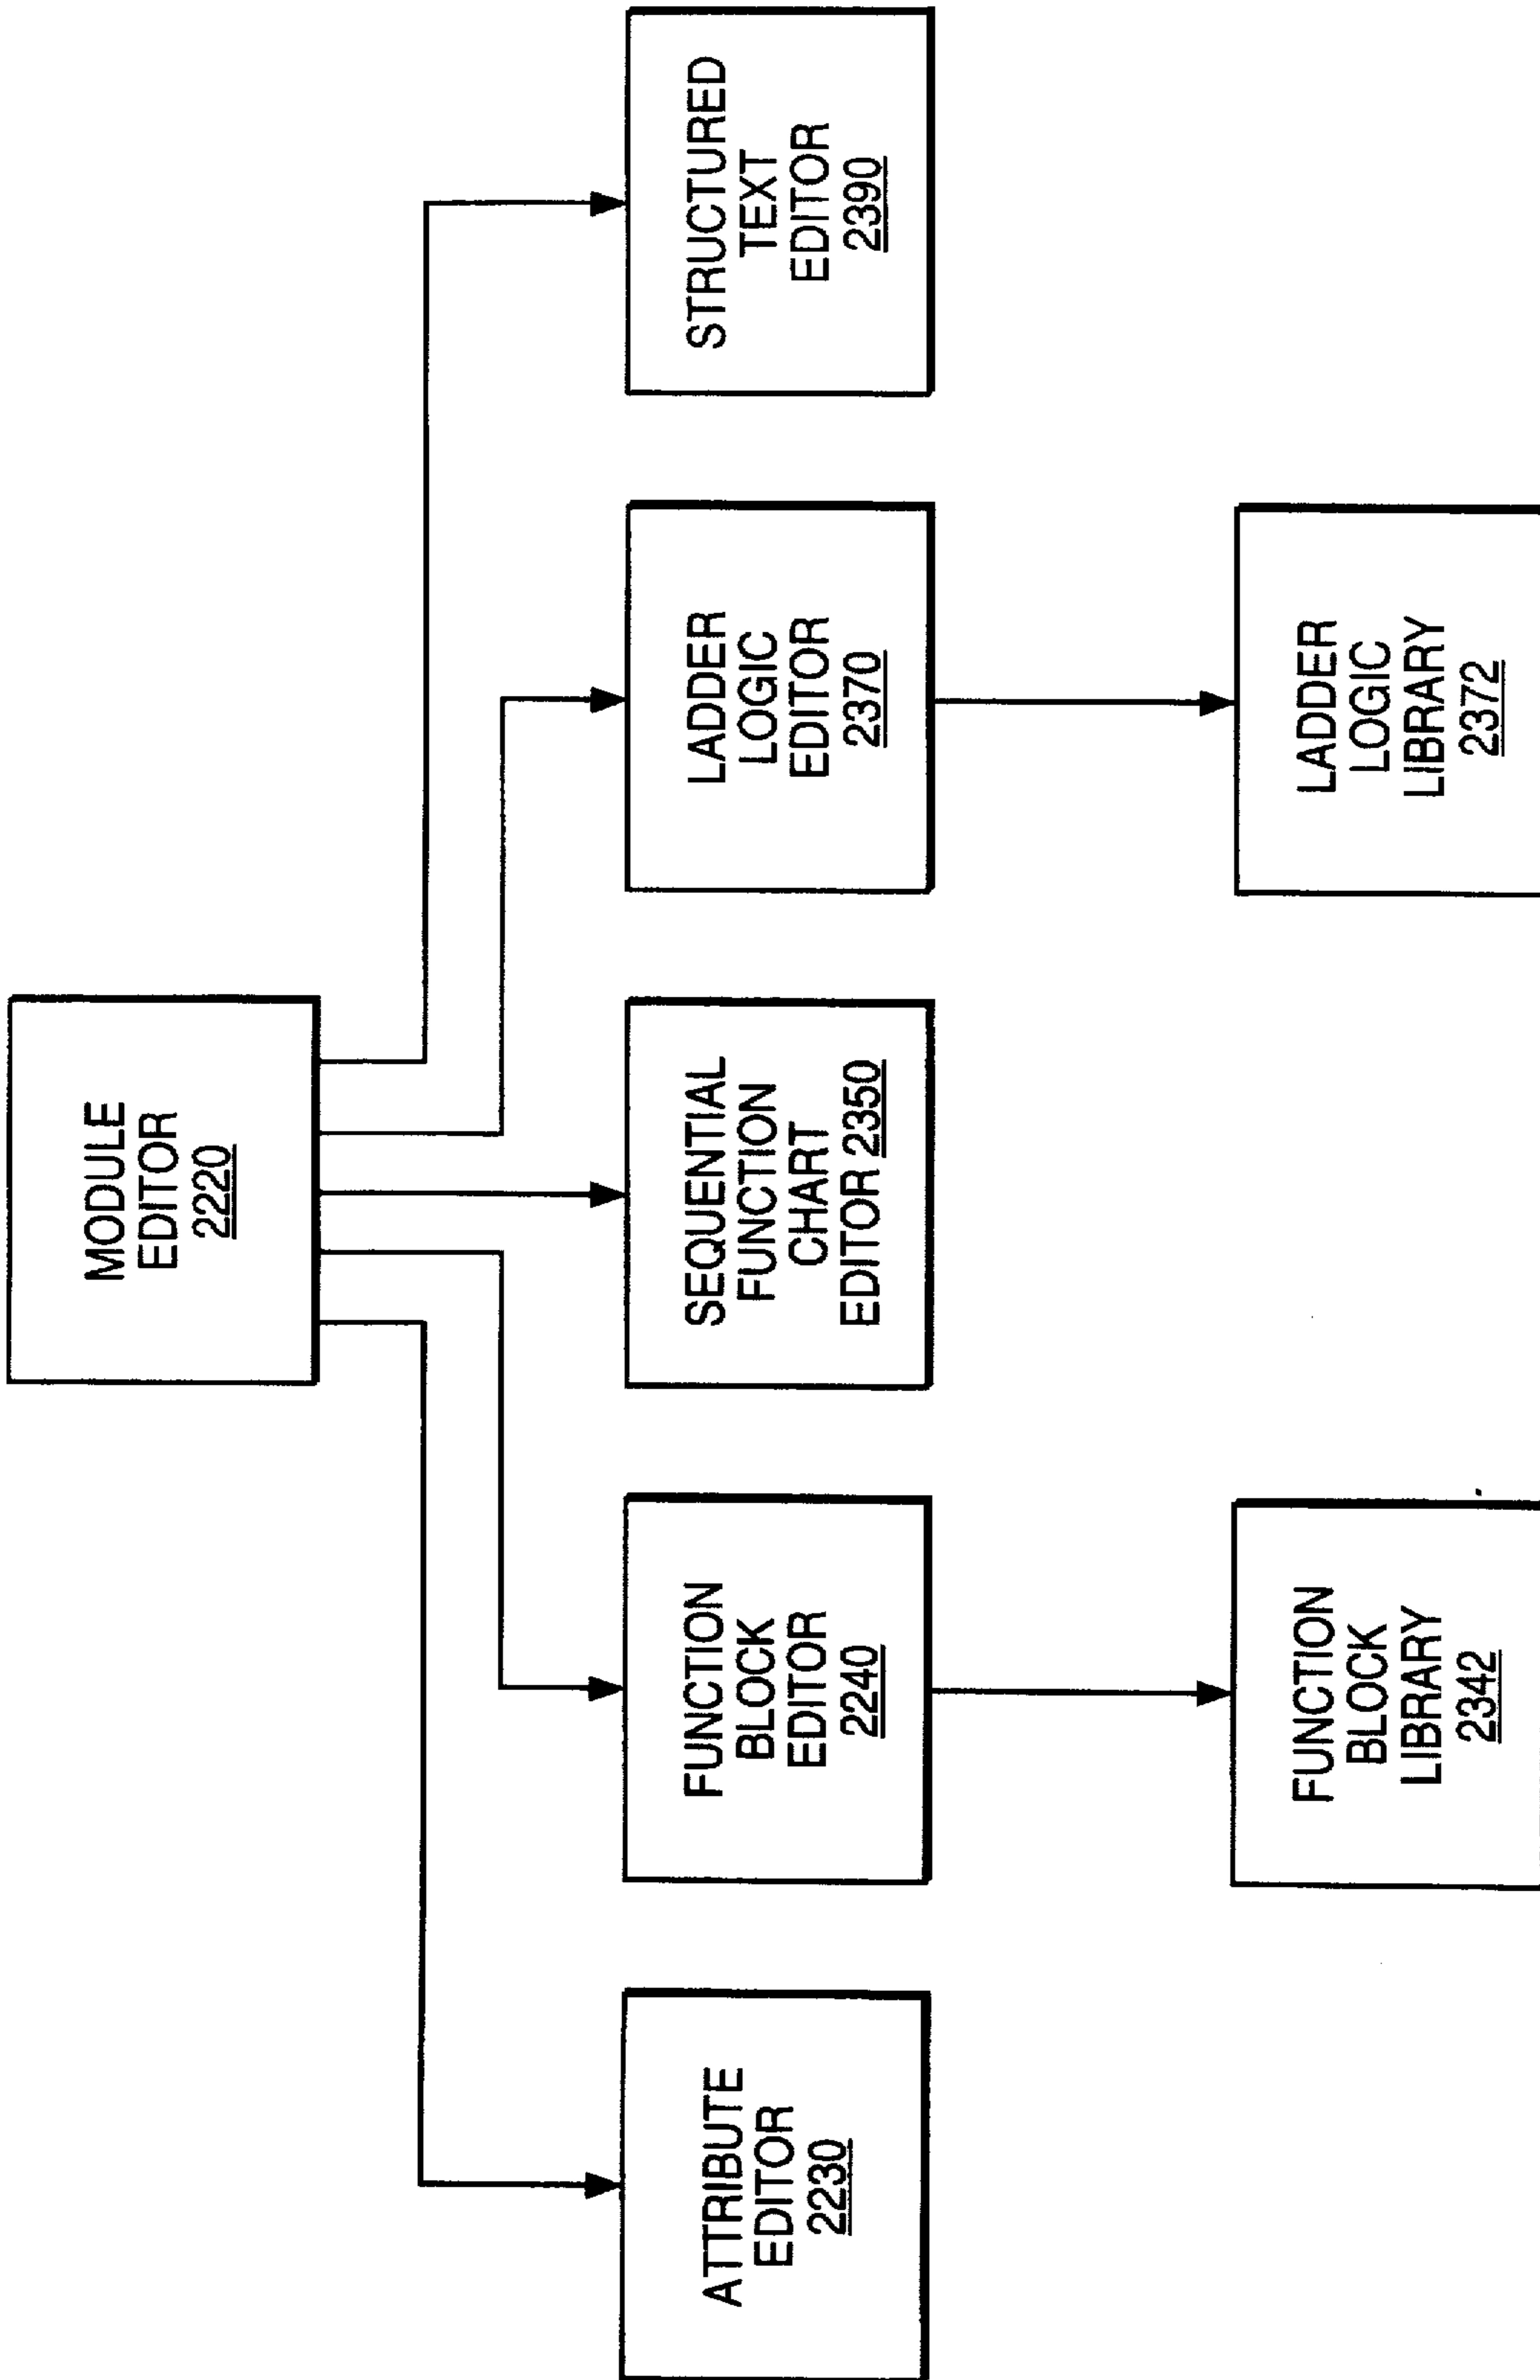 MODULE
EDITOR
2220
ATTRIBUTE
EDITOR
2230
FUNCTION
BLOCK
EDITOR
2240
SEQUENTIAL
FUNCTION
CHART
EDITOR 2350
LADDER
LOGIC
EDITOR
2370
STRUCTURED
TEXT
EDITOR
2390
FUNCTION
BLOCK
LIBRARY
2342
LADDER
LOGIC
LIBRARY
2372